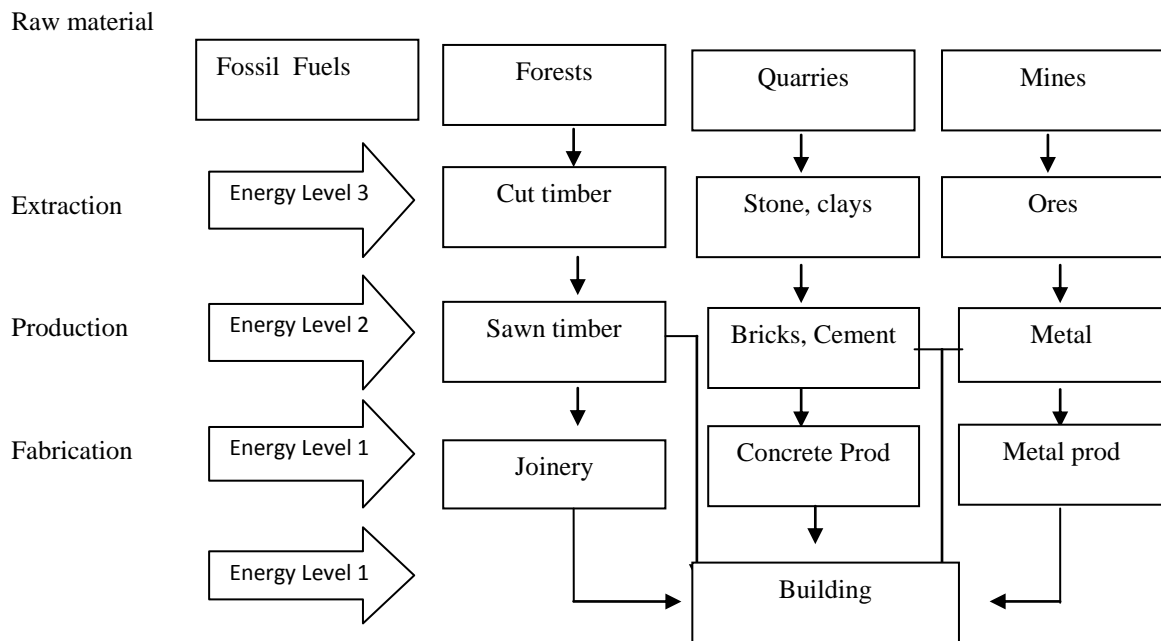 Raw material
Fossil Fuels
Forests
Quarries
Mines
Extraction
Energy Level 3
Cut timber
Stone, clays
Ores
Production
Energy Level 2
Sawn timber
Bricks, Cement
Metal
Fabrication
Energy Level 1
Joinery
Concrete Prod
Metal prod
Energy Level 1
Building